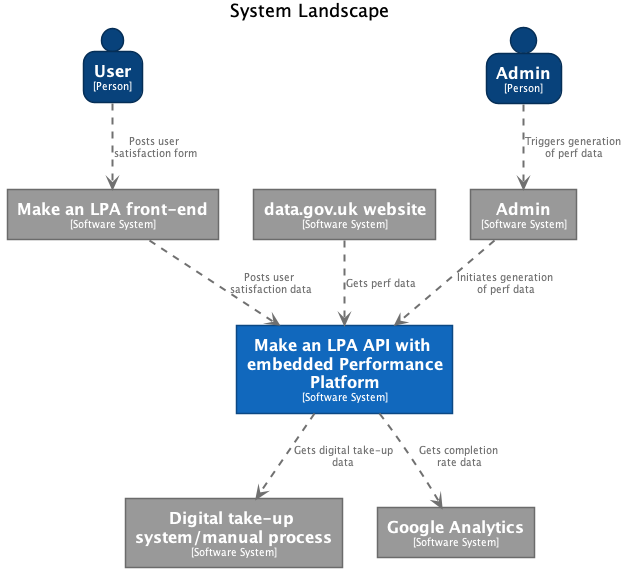 System Landscape
User
[Person]
Admin
[Person]
Posts user
satisfaction form
Triggers generation
of perf data
Make an LPA front-end
[Software System]
data.gov.uk website
[Software System]
Admin
[Software System]
Posts user
satisfaction data
Gets perf data
Initiates generation
of perf data
Make an LPA API with
embedded Performance
Platform
[Software System]
Gets digital take-up
data
Gets completion
rate data
Digital take-up
system/manual process
[Software System]
Google Analytics
[Software System]